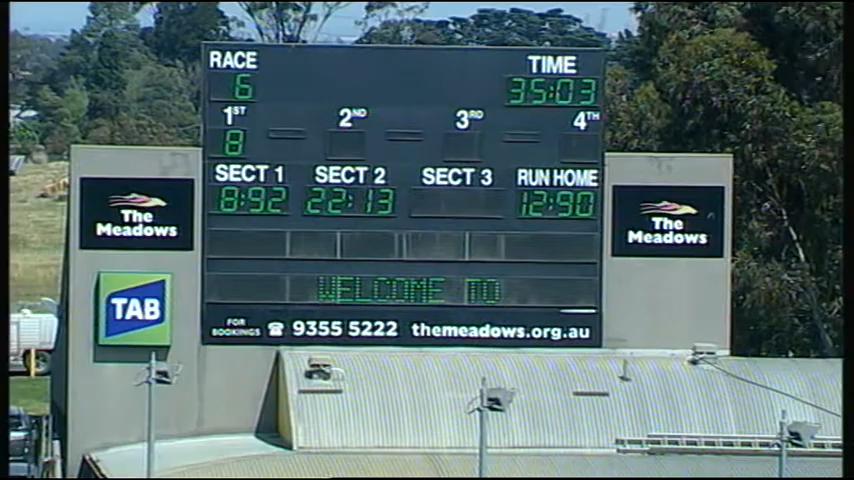 RACE TIME
6 35:03
1ST 2ND 3RD 4TH
8
SECT 1 SECT 2 SECT 3 RUN HOME
8:92 22:13 12:90
The Meadows
The Meadows
WELCOME TO
TAB
FOR BOOKINGS ☎ 9355 5222 themeadows.org.au